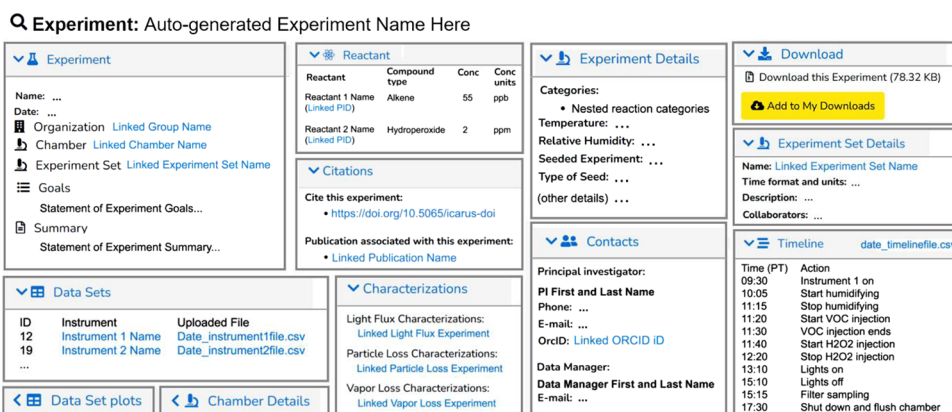 Experiment: Auto-generated Experiment Name Here
Experiment
Name: ...
Date: ...
Organization Linked Group Name
Chamber Linked Chamber Name
Experiment Set Linked Experiment Set Name
Goals
Statement of Experiment Goals...
Summary
Statement of Experiment Summary...
Data Sets
ID Instrument Uploaded File
12 Instrument 1 Name Date_instrument1file.csv
19 Instrument 2 Name Date_instrument2file.csv
...
Data Set plots
Chamber Details
Reactant
Reactant Compound type Conc Conc units
Reactant 1 Name Alkene 55 ppb
(Linked PID)
Reactant 2 Name Hydroperoxide 2 ppm
(Linked PID)
Citations
Cite this experiment:
• https://doi.org/10.5065/icarus-doi
Publication associated with this experiment:
• Linked Publication Name
Characterizations
Light Flux Characterizations:
Linked Light Flux Experiment
Particle Loss Characterizations:
Linked Particle Loss Experiment
Vapor Loss Characterizations:
Linked Vapor Loss Experiment
Experiment Details
Categories:
• Nested reaction categories
Temperature: ...
Relative Humidity: ...
Seeded Experiment: ...
Type of Seed: ...
(other details) ...
Contacts
Principal investigator:
PI First and Last Name
Phone: ...
E-mail: ...
OrcID: Linked ORCID iD
Data Manager:
Data Manager First and Last Name
E-mail: ...
Download
Download this Experiment (78.32 KB)
Add to My Downloads
Experiment Set Details
Name: Linked Experiment Set Name
Time format and units: ...
Description: ...
Collaborators: ...
Timeline date_timelinefile.cs
Time (PT) Action
09:30 Instrument 1 on
10:05 Start humidifying
11:15 Stop humidifying
11:20 Start VOC injection
11:30 VOC injection ends
11:40 Start H2O2 injection
12:20 Stop H2O2 injection
13:10 Lights on
15:10 Lights off
15:15 Filter sampling
17:30 Shut down and flush chamber